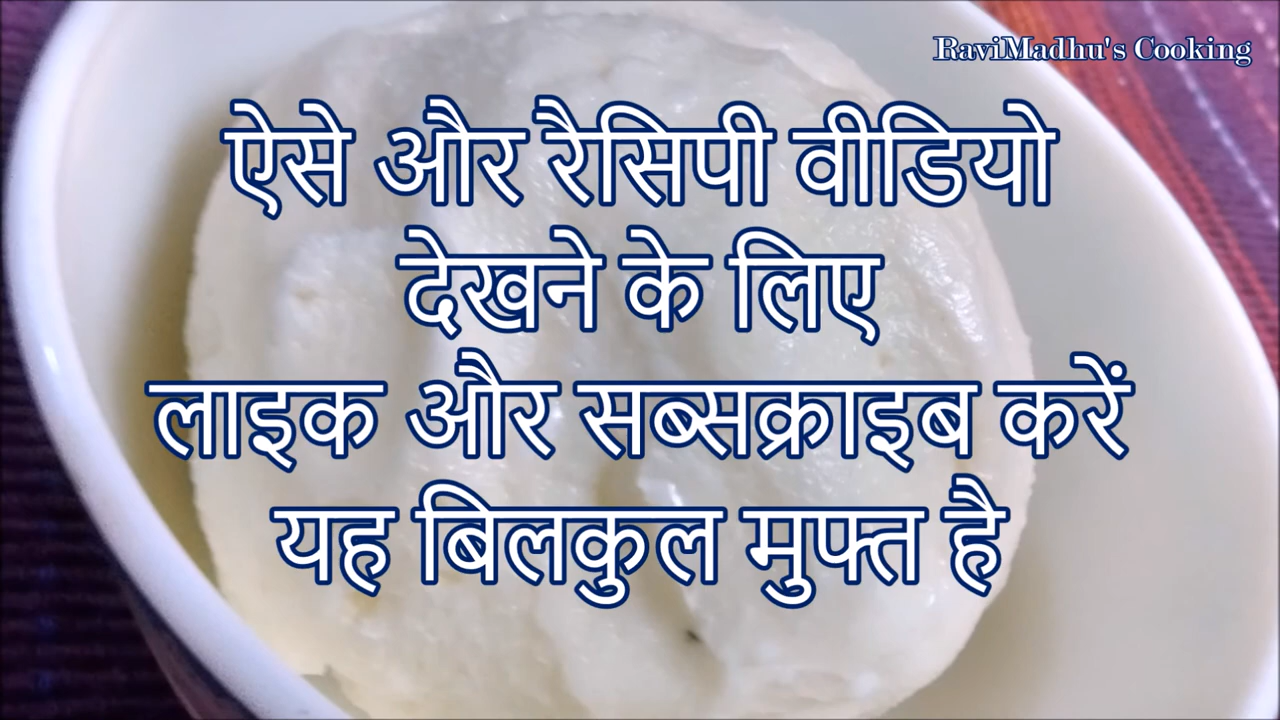 RaviMadhu's Cooking
ऐसे और रैसिपी वीडियो
देखने के लिए
लाइक और सब्सक्राइब करें
यह बिलकुल मुफ्त है